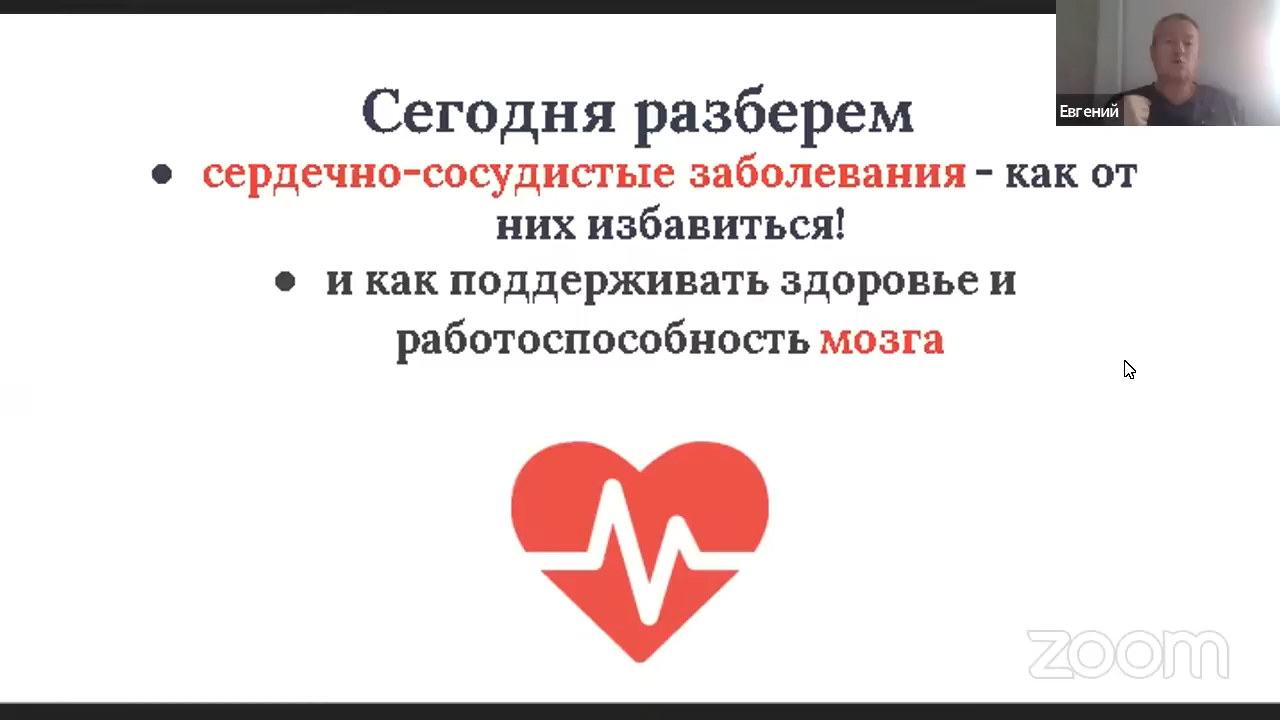 Сегодня разберем
● сердечно-сосудистые заболевания - как от
них избавиться!
● и как поддерживать здоровье и
работоспособность мозга
Евгений
zoom